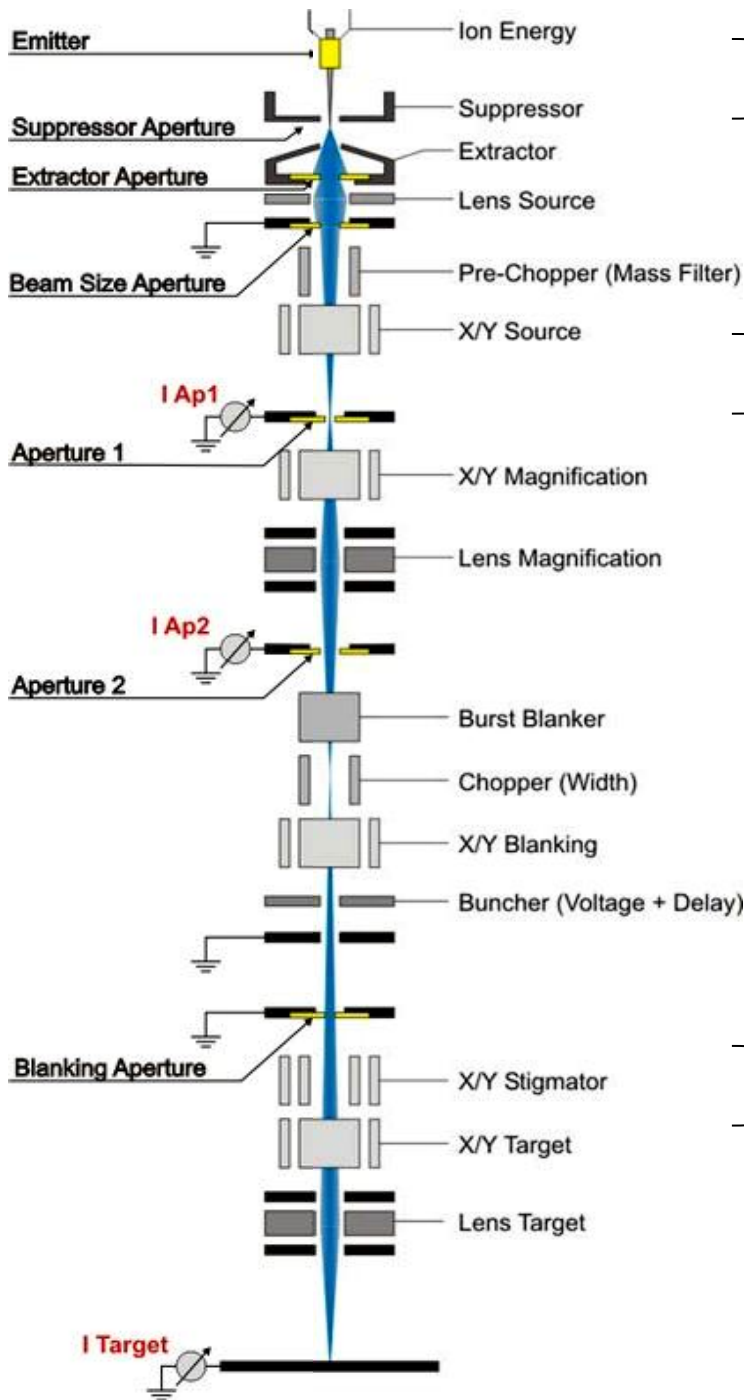 Ion Energy
Emitter
Suppressor
Suppressor Aperture
Extractor
Extractor Aperture
Lens Source
Beam Size Aperture
Pre-Chopper (Mass Filter)
X/Y Source
I Ap1
Aperture 1
X/Y Magnification
Lens Magnification
I Ap2
Aperture 2
Burst Blanker
Chopper (Width)
X/Y Blanking
Buncher (Voltage + Delay)
Blanking Aperture
X/Y Stigmator
X/Y Target
Lens Target
I Target